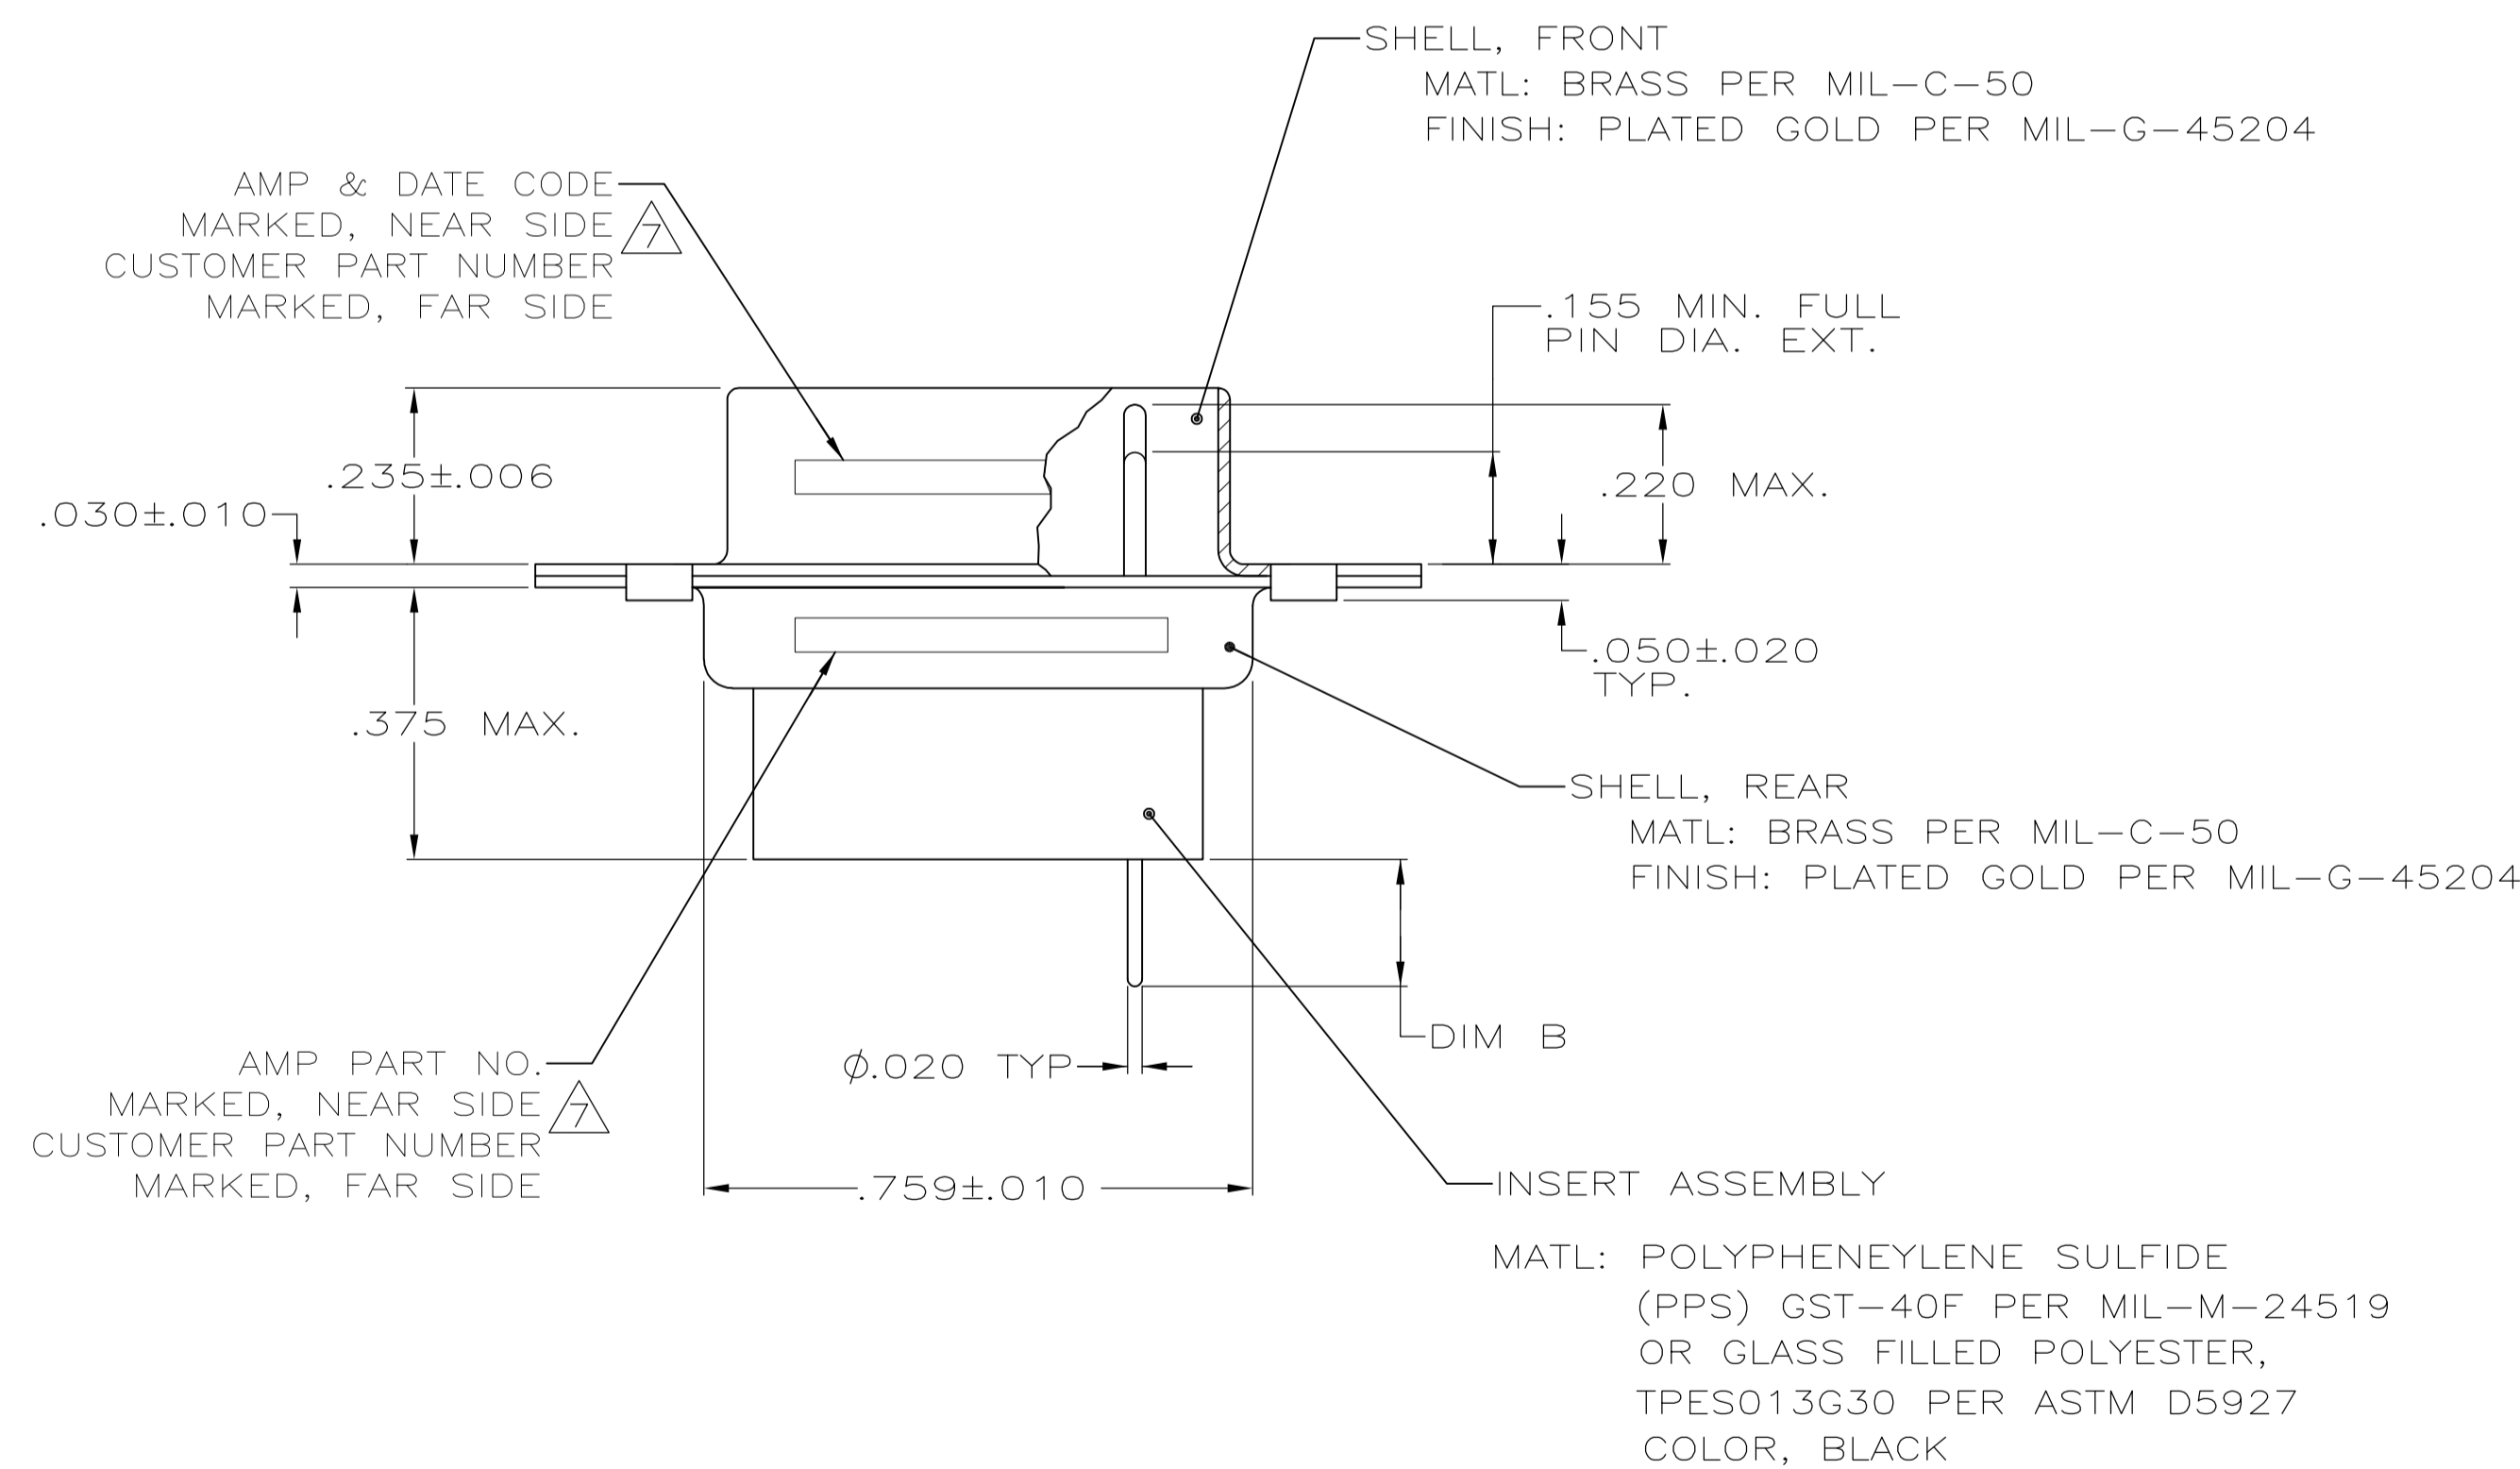 SHELL, FRONT
MATL: BRASS PER MIL-C-50
FINISH: PLATED GOLD PER MIL-G-45204
AMP & DATE CODE
MARKED, NEAR SIDE
7
CUSTOMER PART NUMBER
MARKED, FAR SIDE
.155 MIN. FULL
PIN DIA. EXT.
.235±.006
.220 MAX.
.030±.010
.050±.020
TYP.
.375 MAX.
SHELL, REAR
MATL: BRASS PER MIL-C-50
FINISH: PLATED GOLD PER MIL-G-45204
DIM B
AMP PART NO.
MARKED, NEAR SIDE
7
CUSTOMER PART NUMBER
MARKED, FAR SIDE
Ø.020 TYP
.759±.010
INSERT ASSEMBLY
MATL: POLYPHENEYLENE SULFIDE
(PPS) GST-40F PER MIL-M-24519
OR GLASS FILLED POLYESTER,
TPES013G30 PER ASTM D5927
COLOR, BLACK